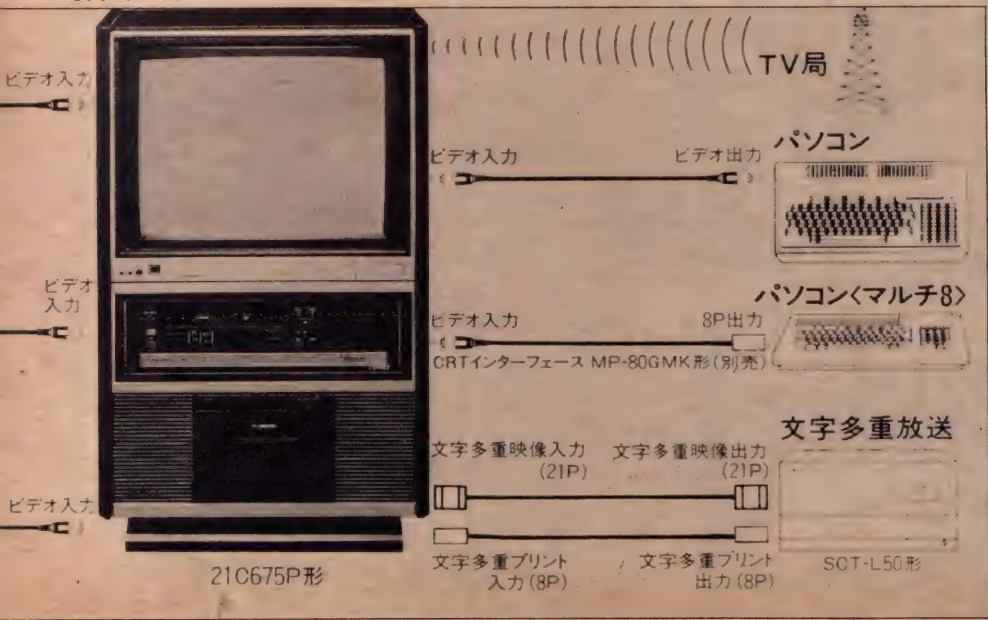 TV局
ビデオ入力
パソコン
ビデオ入力
ビデオ出力
ビデオ
入力
パソコン〈マルチ8〉
ビデオ入力
8P出力
CRTインターフェース MP-80GMK形(別売)
文字多重放送
文字多重映像入力
(21P)
文字多重映像出力
(21P)
ビデオ入力
文字多重プリント
入力(8P)
文字多重プリント
出力(8P)
SCT-L50形
21C675P形